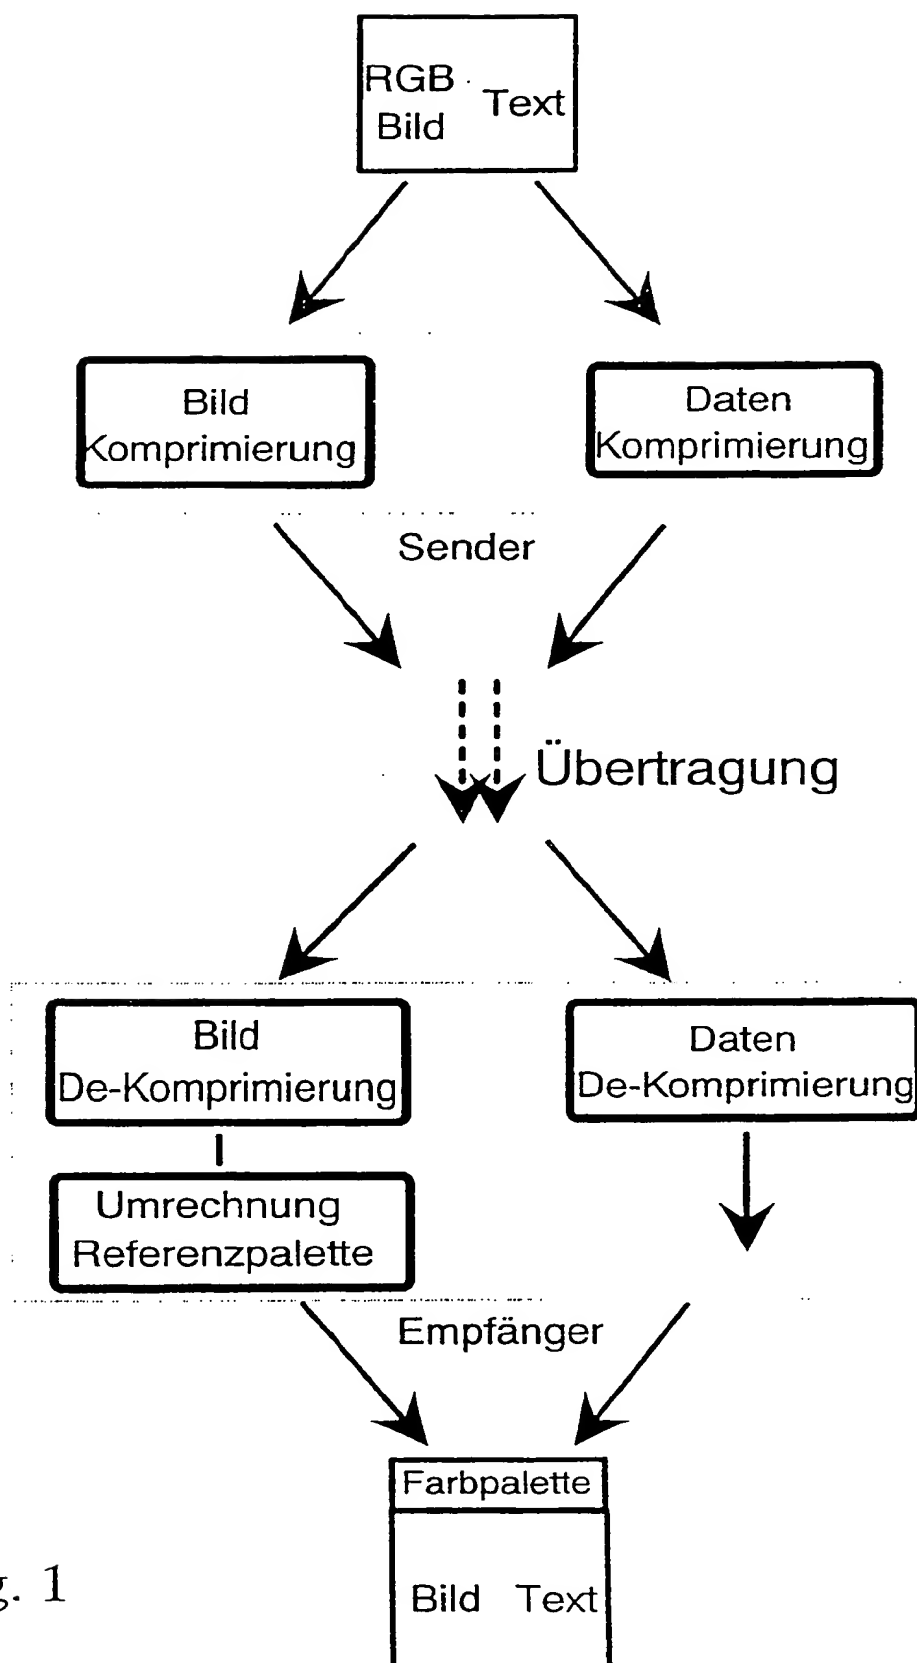 RGB
Bild
Text
Bild
Komprimierung
Daten
Komprimierung
Sender
Übertragung
Bild
De-Komprimierung
Daten
De-Komprimierung
Umrechnung
Referenzpalette
Empfänger
Farbpalette
Bild Text
g. 1